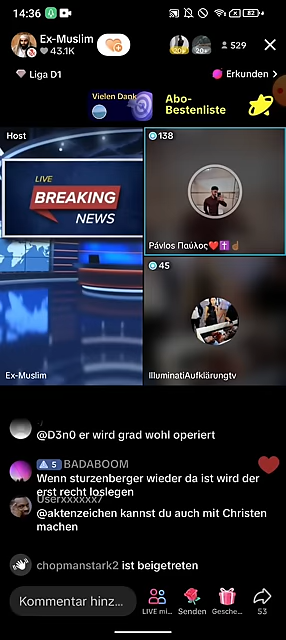 14:36
Ex-Muslim
43.1K
20+
529
Liga D1
Erkunden
Vielen Dank
Abo-
Bestenliste
Host
138
LIVE
BREAKING
NEWS
Pávlos Παύλος
45
Ex-Muslim
IlluminatiAufklärungtv
@D3n0 er wird grad wohl operiert
5 BADABOOM
Wenn sturzenberger wieder da ist wird der
erst recht loslegen
@aktenzeichen kannst du auch mit Christen
machen
chopmanstark2 ist beigetreten
Kommentar hinz...
LIVE mi...
Senden
Gesche...
53